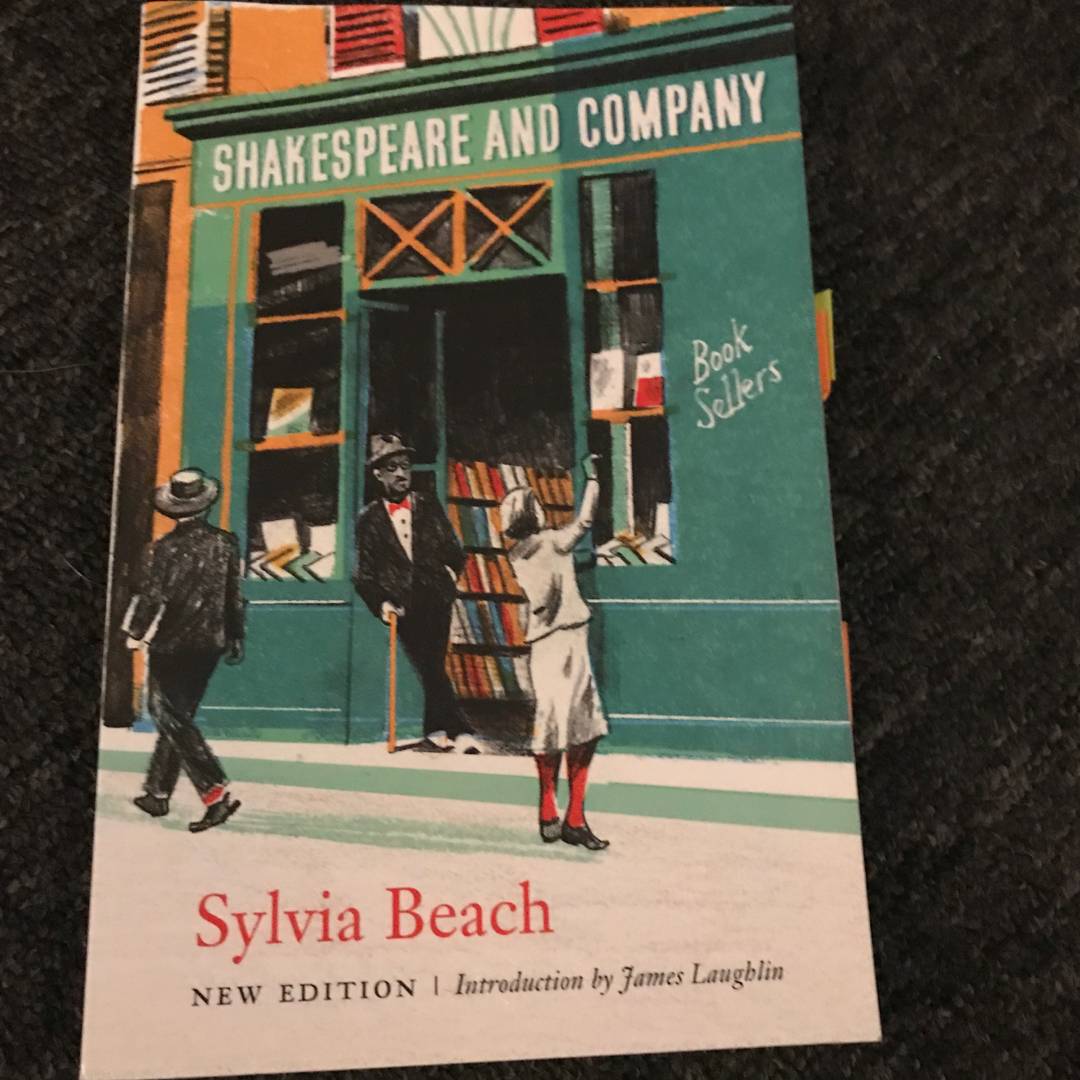 SHAKESPEARE AND COMPANY
Book
Sellers
Sylvia Beach
NEW EDITION | Introduction by James Laughlin